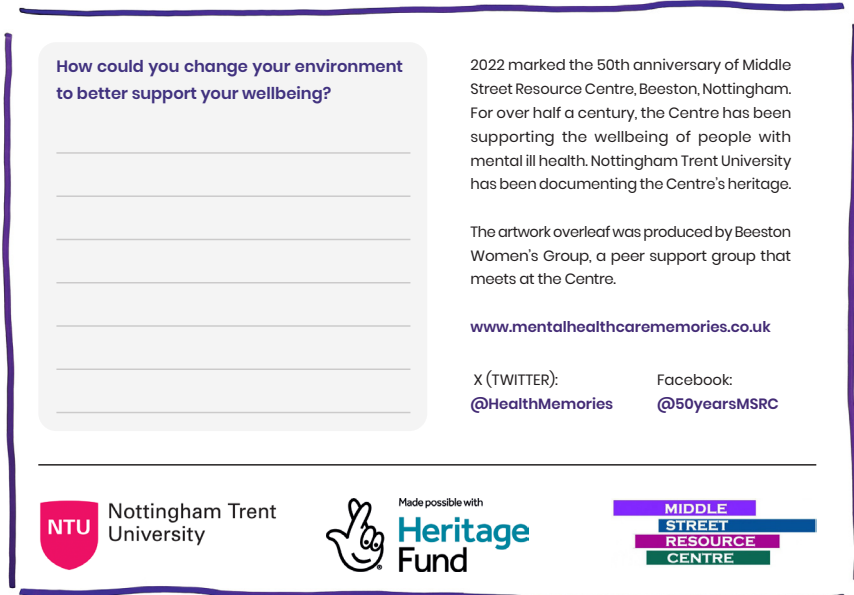 How could you change your environment
to better support your wellbeing?
2022 marked the 50th anniversary of Middle
Street Resource Centre, Beeston, Nottingham.
For over half a century, the Centre has been
supporting the wellbeing of people with
mental ill health. Nottingham Trent University
has been documenting the Centre's heritage.
The artwork overleaf was produced by Beeston
Women's Group, a peer support group that
meets at the Centre.
www.mentalhealthcarememories.co.uk
X (TWITTER):
@HealthMemories
Facebook:
@50yearsMSRC
NTU
Nottingham Trent
University
Made possible with
Heritage
Fund
MIDDLE
STREET
RESOURCE
CENTRE